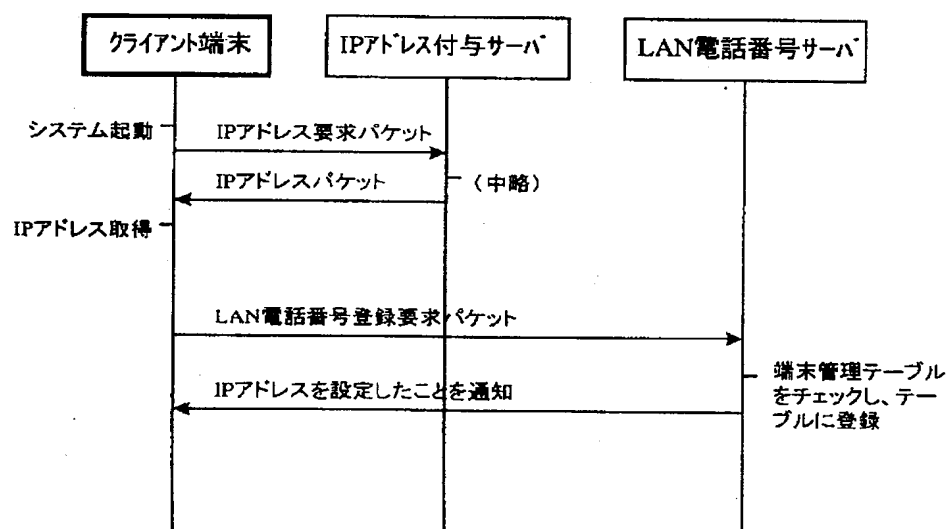 クライアント端末
IPアドレス付与サーバ
LAN電話番号サーバ
システム起動
IPアドレス要求パケット
IPアドレスパケット
(中略)
IPアドレス取得
LAN電話番号登録要求パケット
IPアドレスを設定したことを通知
端末管理テーブル
をチェックし、テー
ブルに登録